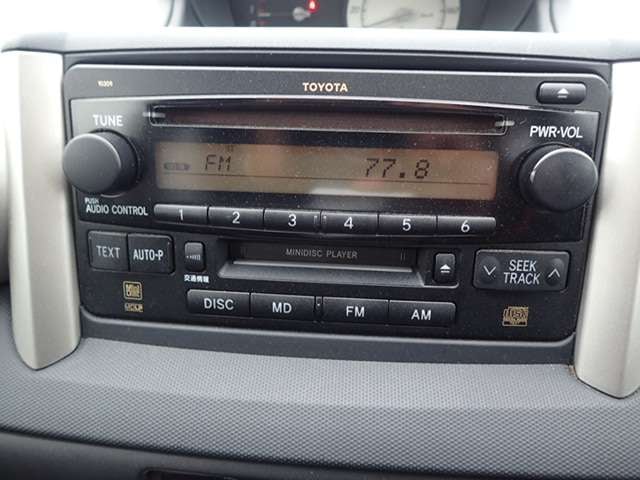 TOYOTA
TUNE
PWR·VOL
FM 77.8
PUSH
AUDIO CONTROL
1 2 3 4 5 6
TEXT AUTO-P
交通情報
MINIDISC PLAYER
SEEK
TRACK
DISC MD FM AM
MDLP